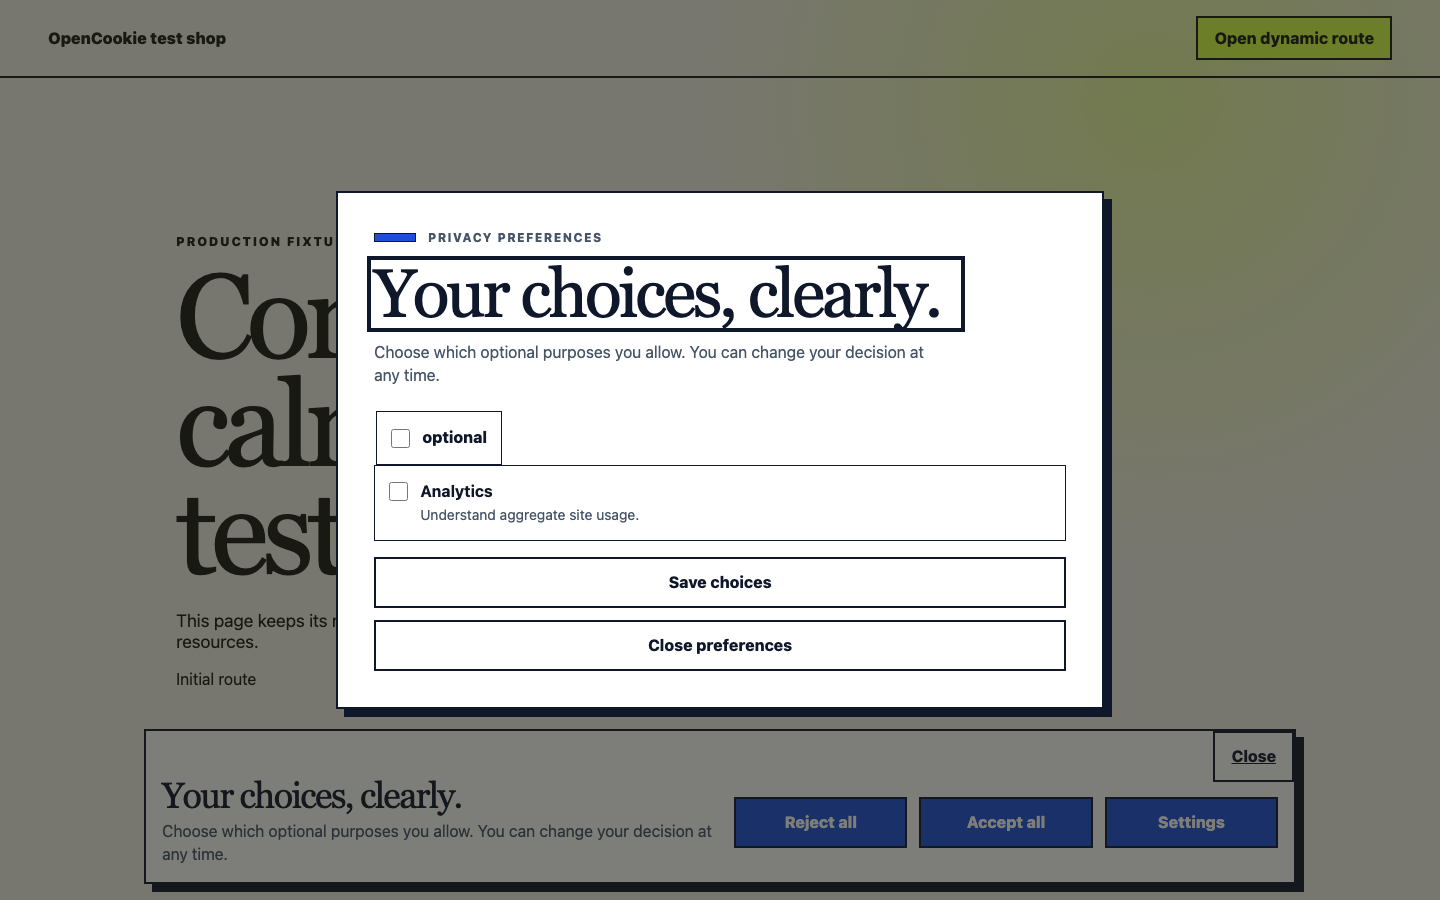 OpenCookie test shop
Open dynamic route
PRODUCTION FIXTU
Con
caln
test
This page keeps its r
resources.
Initial route
PRIVACY PREFERENCES
Your choices, clearly.
Choose which optional purposes you allow. You can change your decision at
any time.
optional
Analytics
Understand aggregate site usage.
Save choices
Close preferences
Close
Your choices, clearly.
Choose which optional purposes you allow. You can change your decision at
any time.
Reject all
Accept all
Settings